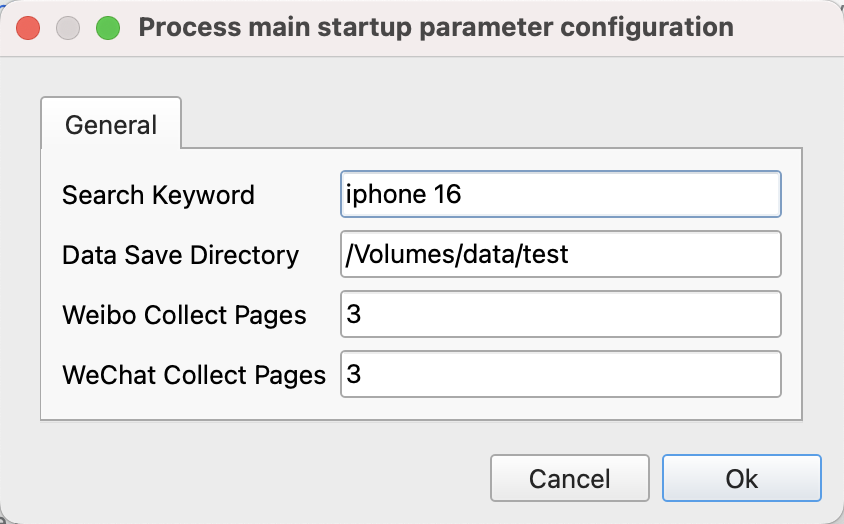 Process main startup parameter configuration
General
Search Keyword iphone 16
Data Save Directory /Volumes/data/test
Weibo Collect Pages 3
WeChat Collect Pages 3
Cancel Ok